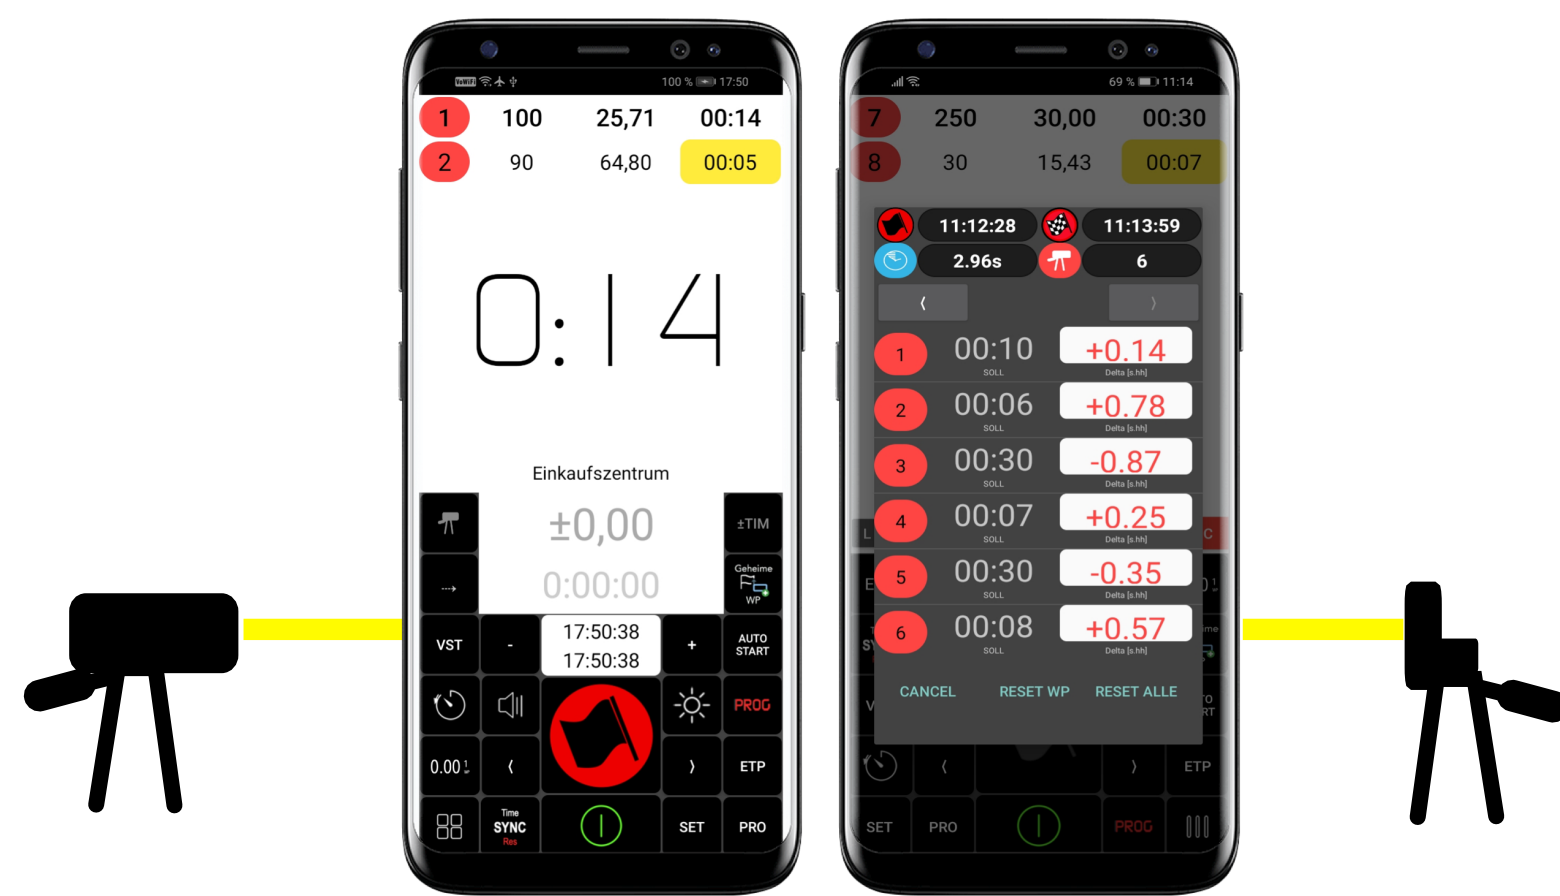 VoWiFi 100 % 17:50
1 100 25,71 00:14
2 90 64,80 00:05
0:14
Einkaufszentrum
±0,00
±TIM
0:00:00
Geheime
WP
VST - 17:50:38 + AUTO START
17:50:38
PROG
0.00 ⟨ ⟩ ETP
Time
SYNC
Res
SET PRO
69 % 11:14
7 250 30,00 00:30
8 30 15,43 00:07
11:12:28 11:13:59
2.96s 6
⟨ ⟩
1 00:10 +0.14
SOLL Delta [s.hh]
2 00:06 +0.78
SOLL Delta [s.hh]
3 00:30 -0.87
SOLL Delta [s.hh]
4 00:07 +0.25
SOLL Delta [s.hh]
5 00:30 -0.35
SOLL Delta [s.hh]
6 00:08 +0.57
SOLL Delta [s.hh]
CANCEL RESET WP RESET ALLE
⟨ ⟩ ETP
SET PRO PROG